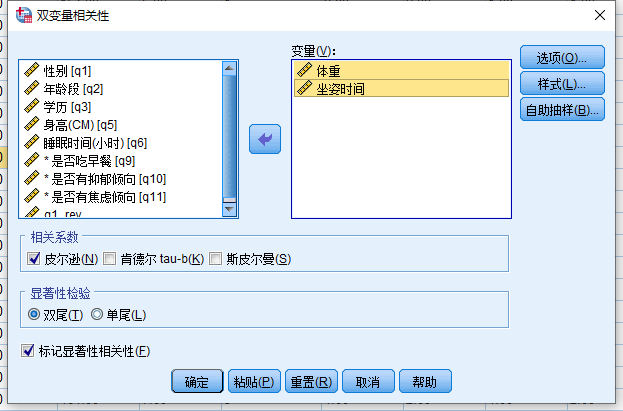 双变量相关性
变量(V):
性别 [q1]
年龄段 [q2]
学历 [q3]
身高(CM) [q5]
睡眠时间(小时) [q6]
* 是否吃早餐 [q9]
* 是否有抑郁倾向 [q10]
* 是否有焦虑倾向 [q11]
体重
坐姿时间
选项(O)...
样式(L)...
自助抽样(B)...
相关系数
皮尔逊(N) 肯德尔 tau-b(K) 斯皮尔曼(S)
显著性检验
双尾(T) 单尾(L)
标记显著性相关性(F)
确定 粘贴(P) 重置(R) 取消 帮助